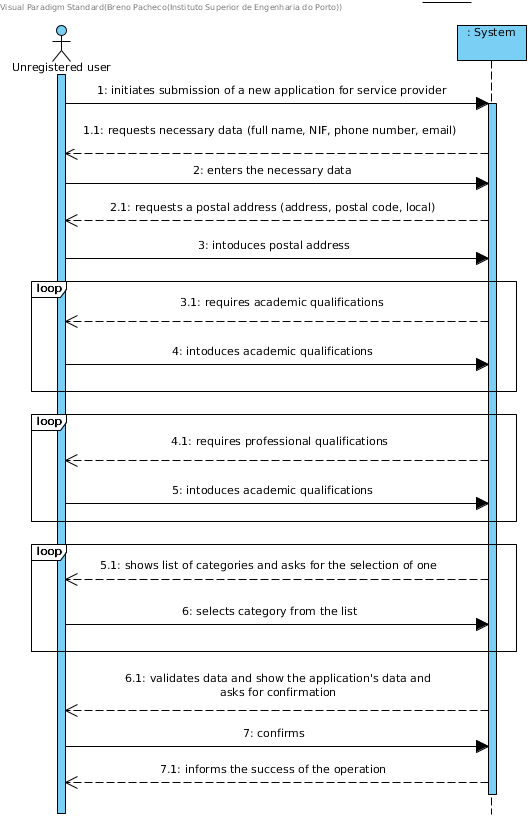 Visual Paradigm Standard(Breno Pacheco(Instituto Superior de Engenharia do Porto))
: System
Unregistered user
1: initiates submission of a new application for service provider
1.1: requests necessary data (full name, NIF, phone number, email)
2: enters the necessary data
2.1: requests a postal address (address, postal code, local)
3: intoduces postal address
loop
3.1: requires academic qualifications
4: intoduces academic qualifications
loop
4.1: requires professional qualifications
5: intoduces academic qualifications
loop
5.1: shows list of categories and asks for the selection of one
6: selects category from the list
6.1: validates data and show the application's data and
asks for confirmation
7: confirms
7.1: informs the success of the operation